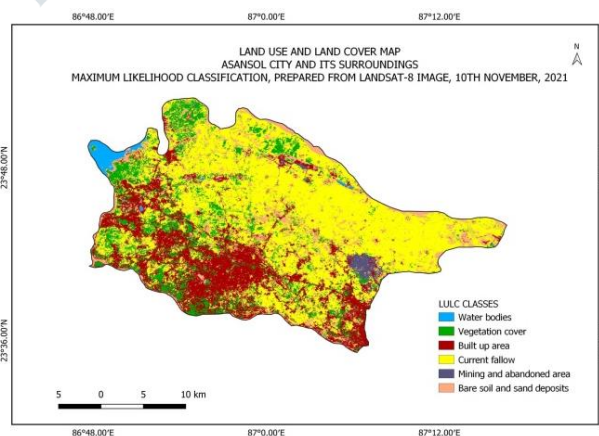 86°48.00'E 87°0.00'E 87°12.00'E
LAND USE AND LAND COVER MAP
ASANSOL CITY AND ITS SURROUNDINGS
MAXIMUM LIKELIHOOD CLASSIFICATION, PREPARED FROM LANDSAT-8 IMAGE, 10TH NOVEMBER, 2021
N
23°48.00'N
23°36.00'N
LULC CLASSES
Water bodies
Vegetation cover
Built up area
Current fallow
Mining and abandoned area
Bare soil and sand deposits
5 0 5 10 km
86°48.00'E 87°0.00'E 87°12.00'E